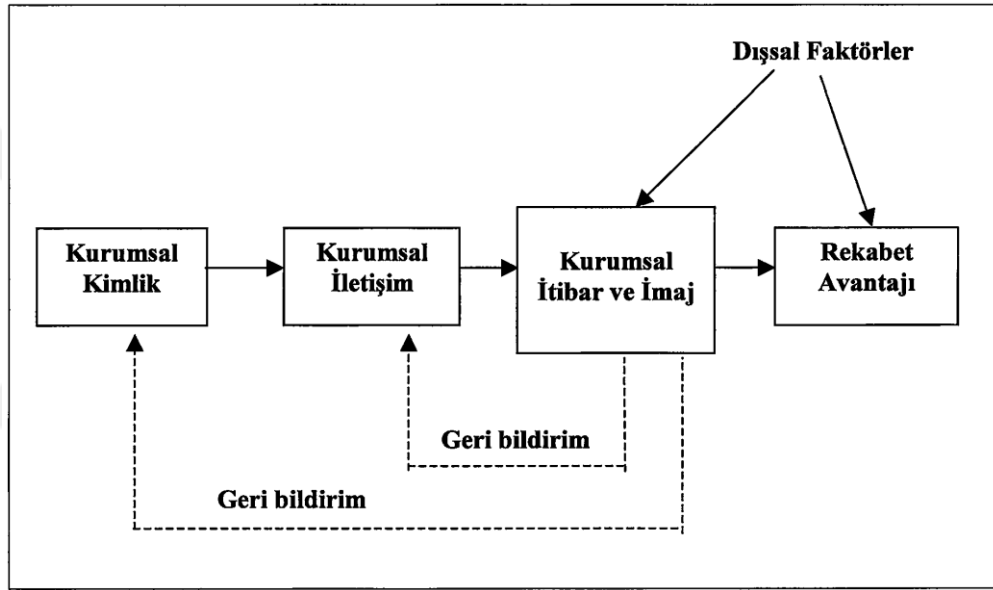 Dışsal Faktörler
Kurumsal
Kimlik
Kurumsal
İletişim
Kurumsal
İtibar ve İmaj
Rekabet
Avantajı
Geri bildirim
Geri bildirim